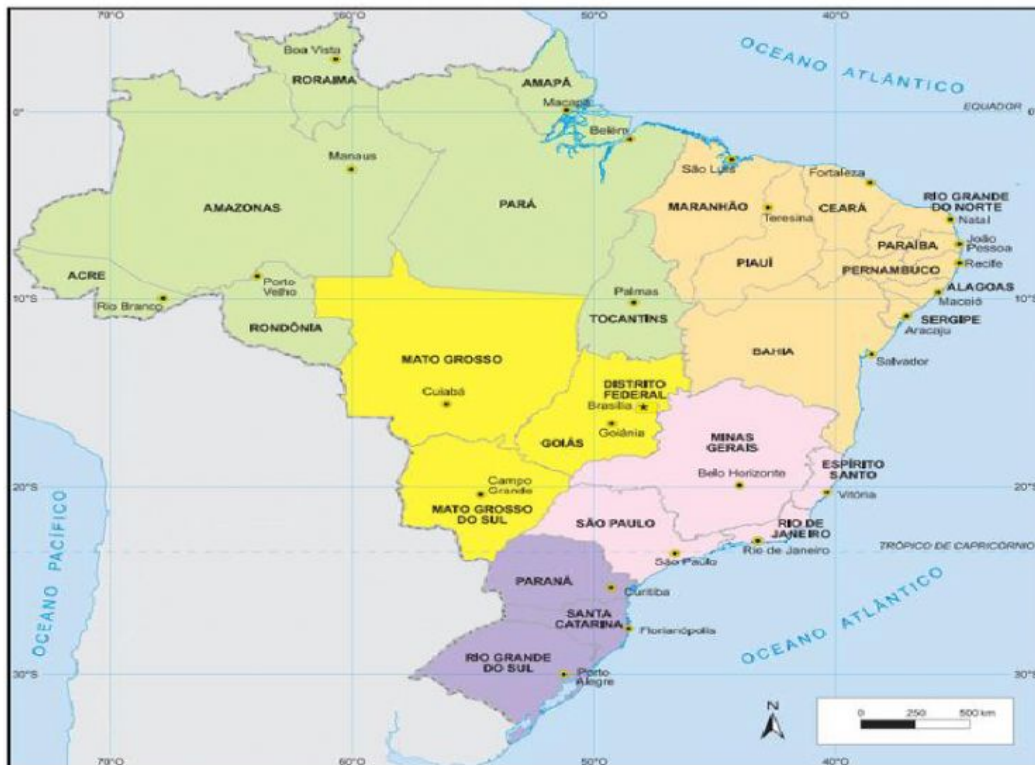 70°O
60°O
50°O
40°O
OCEANO ATLÂNTICO
Boa Vista
RORAIMA
AMAPÁ
Macapá
EQUADOR
0°
0°
Belém
São Luís
Fortaleza
Manaus
RIO GRANDE
DO NORTE
Natal
AMAZONAS
PARÁ
MARANHÃO
Teresina
CEARÁ
João
Pessoa
PARAÍBA
PIAUÍ
PERNAMBUCO
Recife
ACRE
Porto
Velho
Rio Branco
10°S
Palmas
ALAGOAS
10°S
Maceió
RONDÔNIA
TOCANTINS
SERGIPE
Aracaju
MATO GROSSO
BAHIA
Salvador
Cuiabá
DISTRITO
FEDERAL
Brasília
GOIÁS
Goiânia
MINAS
GERAIS
Belo Horizonte
ESPÍRITO
SANTO
Vitória
20°S
20°S
Campo
Grande
MATO GROSSO
DO SUL
SÃO PAULO
RIO DE
JANEIRO
Rio de Janeiro
São Paulo
TRÓPICO DE CAPRICÓRNIO
OCEANO PACÍFICO
PARANÁ
Curitiba
SANTA
CATARINA
Florianópolis
OCEANO ATLÂNTICO
RIO GRANDE
DO SUL
Porto
Alegre
30°S
30°S
N
0 250 500 km
70°O
60°O
50°O
40°O